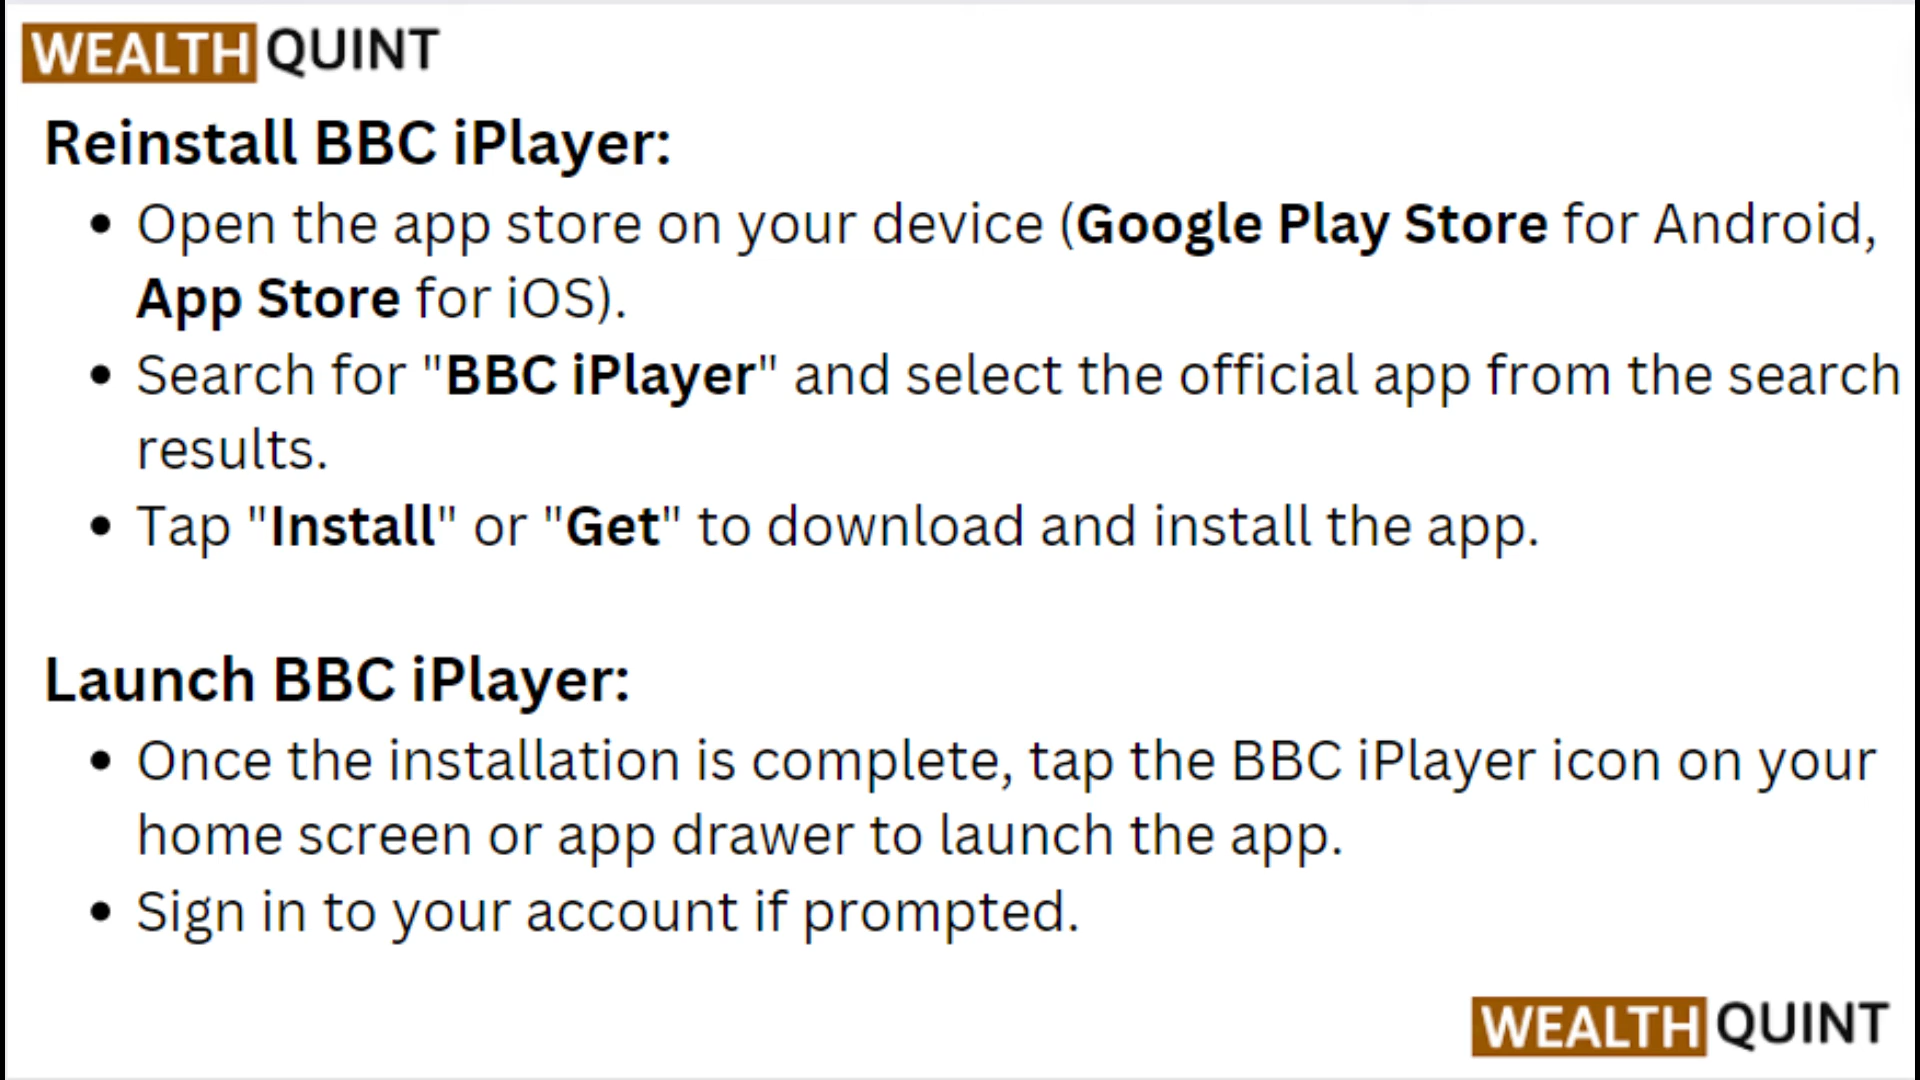 WEALTH QUINT
Reinstall BBC iPlayer:
• Open the app store on your device (Google Play Store for Android,
App Store for iOS).
• Search for "BBC iPlayer" and select the official app from the search
results.
• Tap "Install" or "Get" to download and install the app.
Launch BBC iPlayer:
• Once the installation is complete, tap the BBC iPlayer icon on your
home screen or app drawer to launch the app.
• Sign in to your account if prompted.
WEALTH QUINT